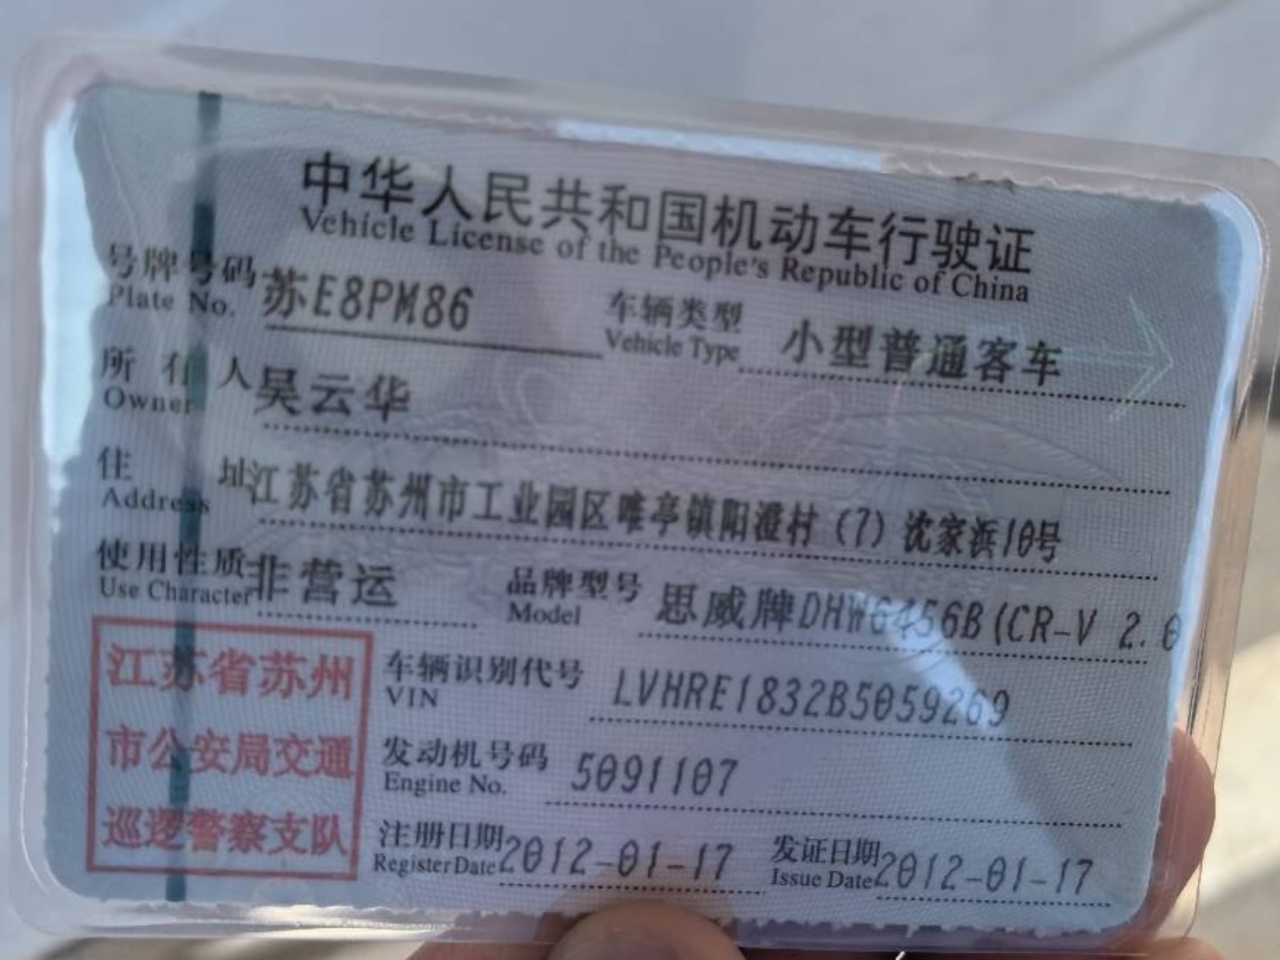 中华人民共和国机动车行驶证
Vehicle License of the People's Republic of China
号牌号码 苏E8PM86 车辆类型 小型普通客车
Plate No. Vehicle Type
所有人 吴云华
Owner
住址 江苏省苏州市工业园区唯亭镇阳澄村(7)沈家浜10号
Address
使用性质 非营运 品牌型号 思威牌DHW6456B(CR-V 2.0
Use Character Model
江苏省苏州
市公安局交通
巡逻警察支队
车辆识别代号 LVHRE1832B5059269
VIN
发动机号码 5091107
Engine No.
注册日期 2012-01-17 发证日期 2012-01-17
Register Date Issue Date